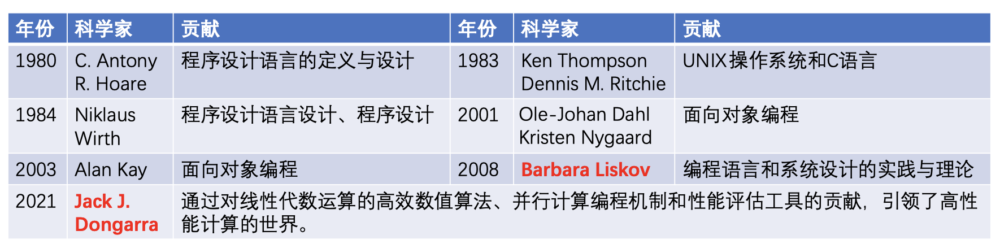 年份 科学家 贡献 年份 科学家 贡献
1980 C. Antony 程序设计语言的定义与设计 1983 Ken Thompson UNIX操作系统和C语言
R. Hoare Dennis M. Ritchie
1984 Niklaus 程序设计语言设计、程序设计 2001 Ole-Johan Dahl 面向对象编程
Wirth Kristen Nygaard
2003 Alan Kay 面向对象编程 2008 Barbara Liskov 编程语言和系统设计的实践与理论
2021 Jack J. 通过对线性代数运算的高效数值算法、并行计算编程机制和性能评估工具的贡献，引领了高性
Dongarra 能计算的世界。